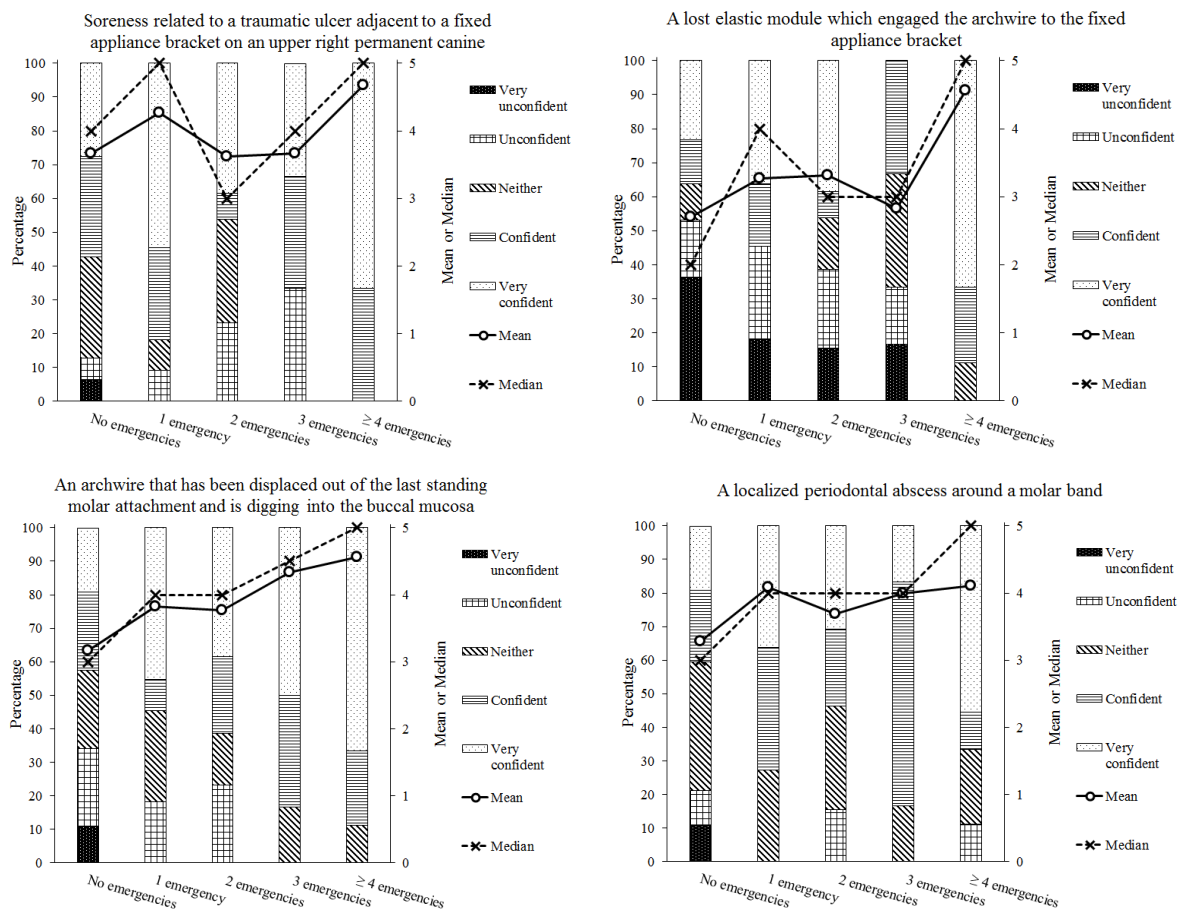 Soreness related to a traumatic ulcer adjacent to a fixed
appliance bracket on an upper right permanent canine
100
90
80
70
60
50
40
30
20
10
0
Percentage
5
4
3
2
1
0
Mean or Median
No emergencies
1 emergency
2 emergencies
3 emergencies
≥ 4 emergencies
Very
unconfident
Unconfident
Neither
Confident
Very
confident
Mean
Median
A lost elastic module which engaged the archwire to the fixed
appliance bracket
100
90
80
70
60
50
40
30
20
10
0
Percentage
5
4
3
2
1
0
Mean or Median
No emergencies
1 emergency
2 emergencies
3 emergencies
≥ 4 emergencies
Very
unconfident
Unconfident
Neither
Confident
Very
confident
Mean
Median
An archwire that has been displaced out of the last standing
molar attachment and is digging into the buccal mucosa
100
90
80
70
60
50
40
30
20
10
0
Percentage
5
4
3
2
1
0
Mean or Median
No emergencies
1 emergency
2 emergencies
3 emergencies
≥ 4 emergencies
Very
unconfident
Unconfident
Neither
Confident
Very
confident
Mean
Median
A localized periodontal abscess around a molar band
100
90
80
70
60
50
40
30
20
10
0
Percentage
5
4
3
2
1
0
Mean or Median
No emergencies
1 emergency
2 emergencies
3 emergencies
≥ 4 emergencies
Very
unconfident
Unconfident
Neither
Confident
Very
confident
Mean
Median